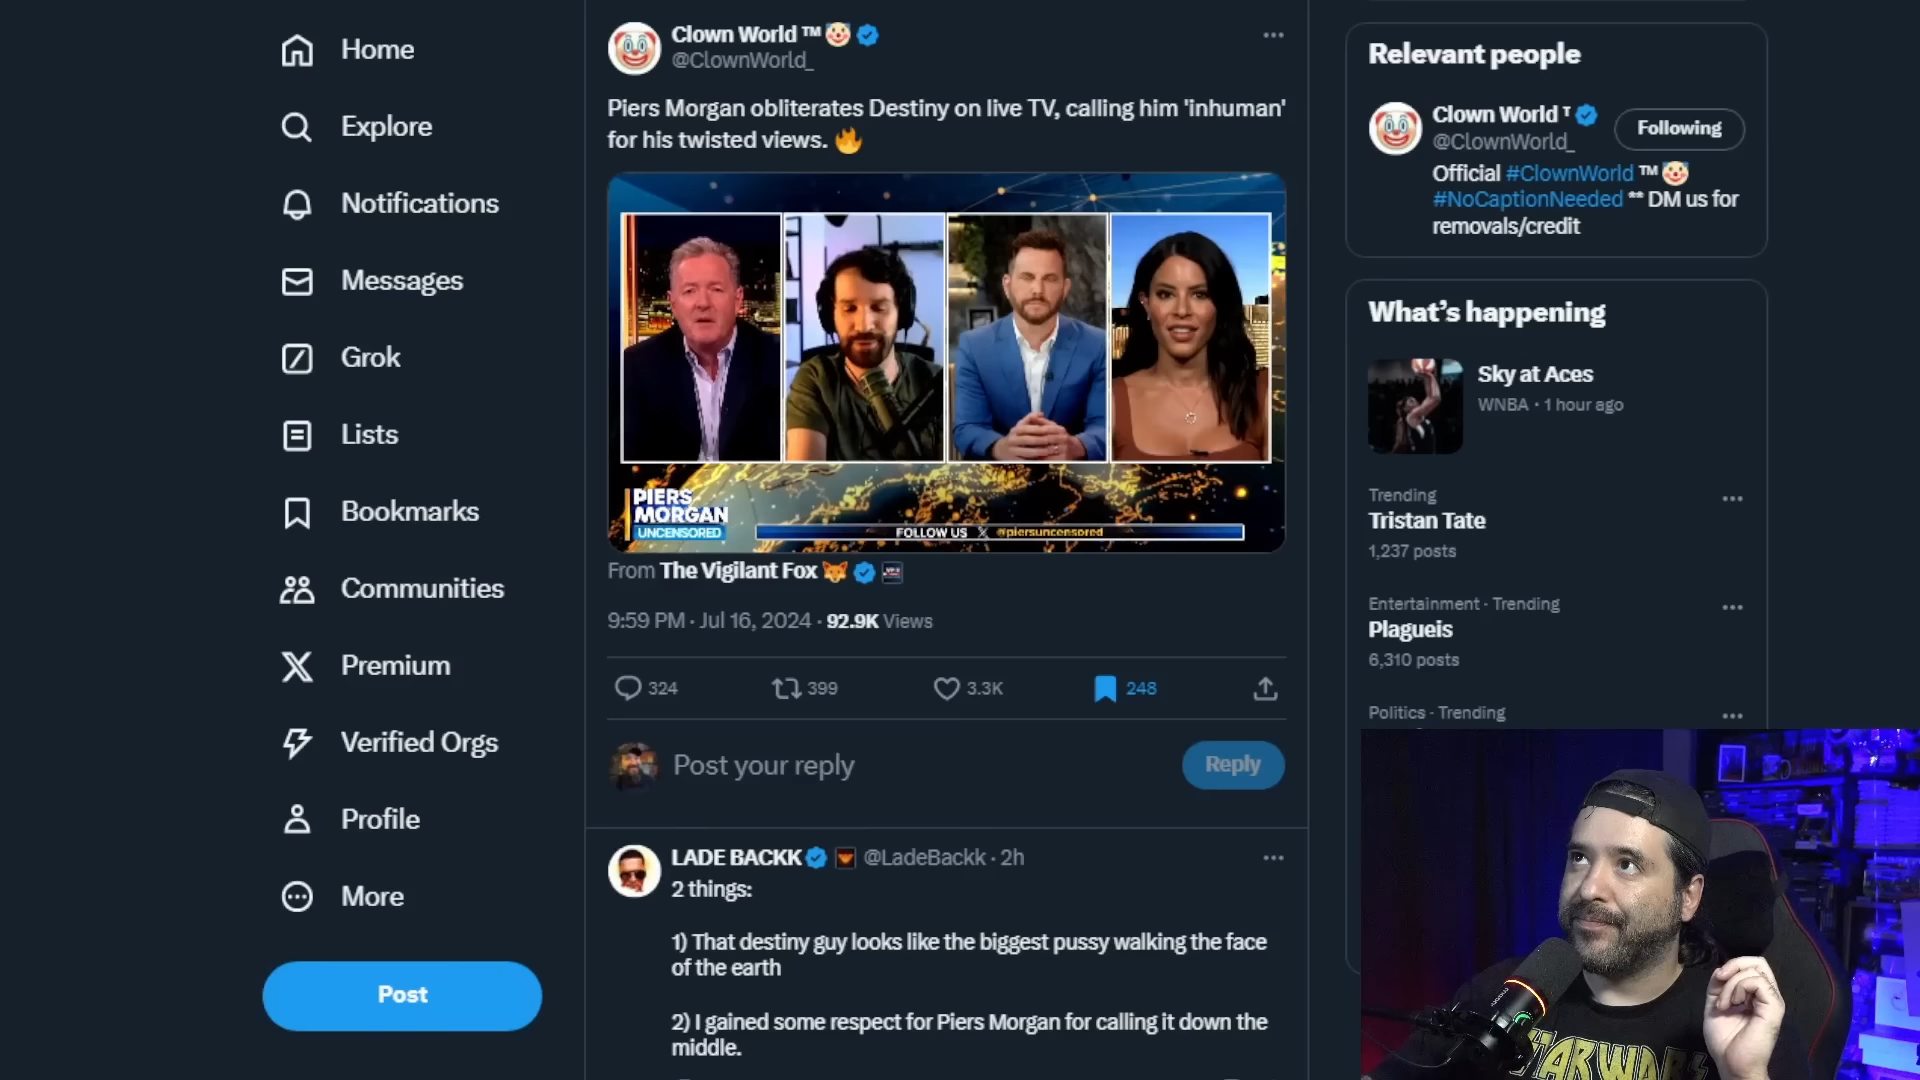 Home
Explore
Notifications
Messages
Grok
Lists
Bookmarks
Communities
Premium
Verified Orgs
Profile
More
Post
Clown World ™🤡
@ClownWorld_
Piers Morgan obliterates Destiny on live TV, calling him 'inhuman'
for his twisted views. 🔥
PIERS
MORGAN
UNCENSORED
FOLLOW US X @piersuncensored
From The Vigilant Fox 🦊
9:59 PM · Jul 16, 2024 · 92.9K Views
324 399 3.3K 248
Post your reply
Reply
LADE BACKK @LadeBackk · 2h
2 things:
1) That destiny guy looks like the biggest pussy walking the face
of the earth
2) I gained some respect for Piers Morgan for calling it down the
middle.
Relevant people
Clown World
@ClownWorld_
Following
Official #ClownWorld ™🤡
#NoCaptionNeeded ** DM us for
removals/credit
What's happening
Sky at Aces
WNBA · 1 hour ago
Trending
Tristan Tate
1,237 posts
Entertainment · Trending
Plagueis
6,310 posts
Politics · Trending
STAR WARS